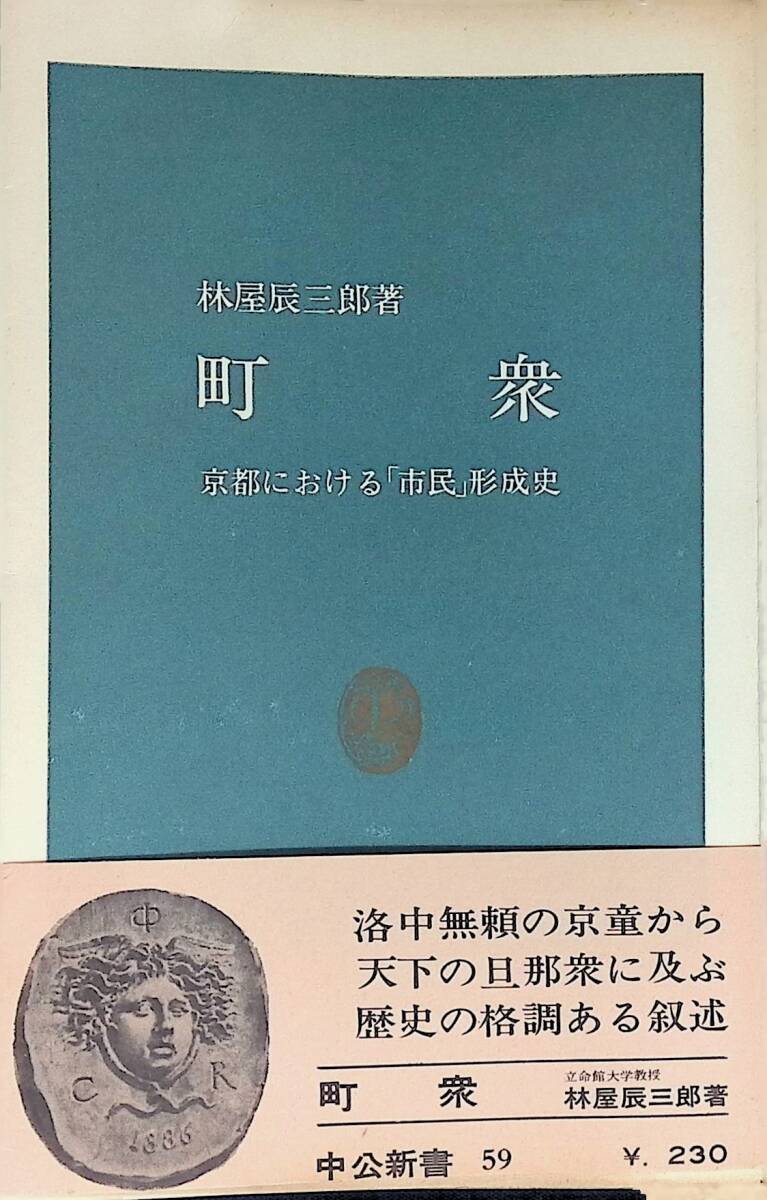 林屋辰三郎著
町 衆
京都における「市民」形成史
Φ
C R
1886
洛中無頼の京童から
天下の旦那衆に及ぶ
歴史の格調ある叙述
町 衆 立命館大学教授 林屋辰三郎著
中公新書 59 ¥. 230